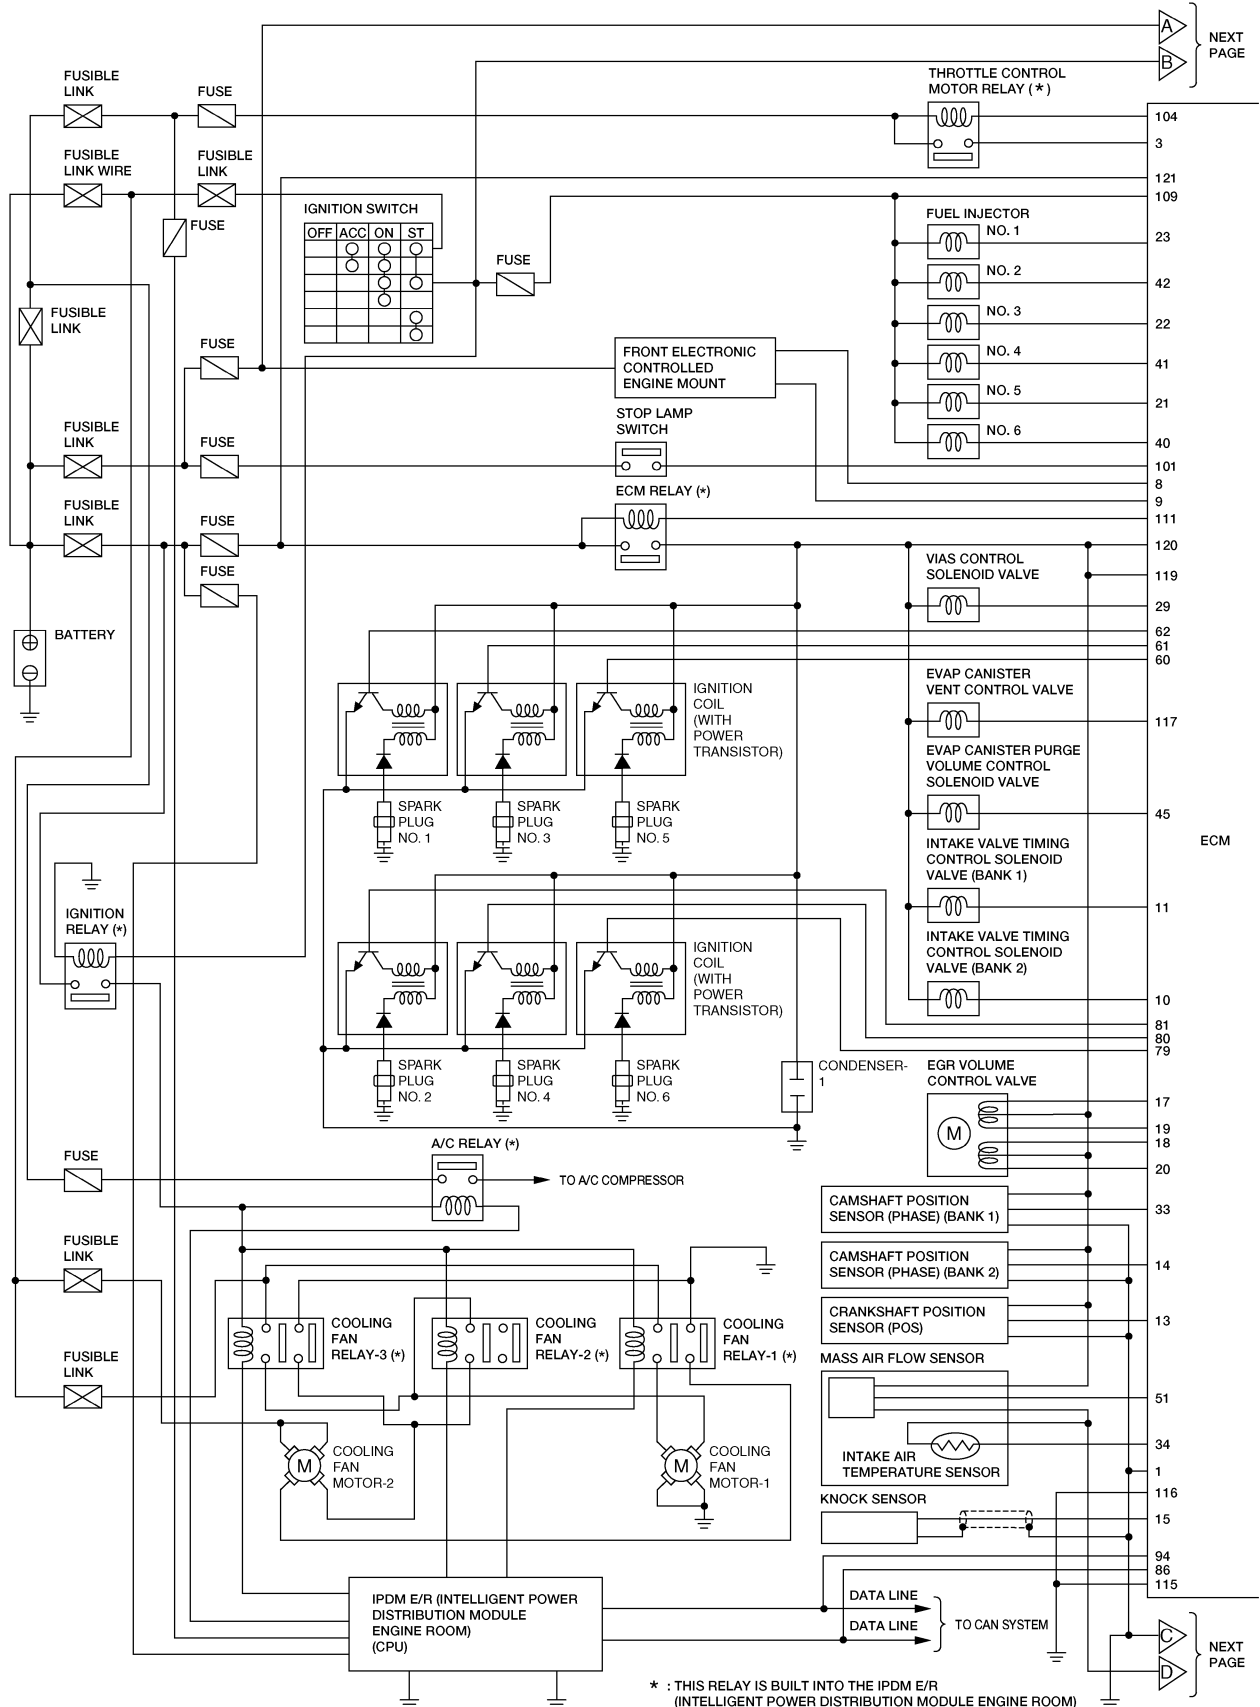 A
B
NEXT
PAGE
FUSIBLE
LINK
FUSE
THROTTLE CONTROL
MOTOR RELAY (*)
104
3
FUSIBLE
LINK WIRE
FUSIBLE
LINK
121
109
FUSE
IGNITION SWITCH
OFF ACC ON ST
FUSE
FUEL INJECTOR
NO. 1
23
NO. 2
42
NO. 3
22
NO. 4
41
NO. 5
21
NO. 6
40
FUSIBLE
LINK
FUSE
FRONT ELECTRONIC
CONTROLLED
ENGINE MOUNT
STOP LAMP
SWITCH
FUSIBLE
LINK
FUSE
101
8
9
ECM RELAY (*)
111
FUSIBLE
LINK
FUSE
120
FUSE
VIAS CONTROL
SOLENOID VALVE
119
29
BATTERY
62
61
60
IGNITION
COIL
(WITH
POWER
TRANSISTOR)
EVAP CANISTER
VENT CONTROL VALVE
117
EVAP CANISTER PURGE
VOLUME CONTROL
SOLENOID VALVE
45
SPARK
PLUG
NO. 1
SPARK
PLUG
NO. 3
SPARK
PLUG
NO. 5
ECM
INTAKE VALVE TIMING
CONTROL SOLENOID
VALVE (BANK 1)
11
IGNITION
RELAY (*)
INTAKE VALVE TIMING
CONTROL SOLENOID
VALVE (BANK 2)
10
IGNITION
COIL
(WITH
POWER
TRANSISTOR)
81
80
79
SPARK
PLUG
NO. 2
SPARK
PLUG
NO. 4
SPARK
PLUG
NO. 6
CONDENSER-
1
EGR VOLUME
CONTROL VALVE
M
17
19
18
20
A/C RELAY (*)
FUSE
TO A/C COMPRESSOR
CAMSHAFT POSITION
SENSOR (PHASE) (BANK 1)
33
FUSIBLE
LINK
CAMSHAFT POSITION
SENSOR (PHASE) (BANK 2)
14
CRANKSHAFT POSITION
SENSOR (POS)
13
COOLING
FAN
RELAY-3 (*)
COOLING
FAN
RELAY-2 (*)
COOLING
FAN
RELAY-1 (*)
FUSIBLE
LINK
MASS AIR FLOW SENSOR
51
34
INTAKE AIR
TEMPERATURE SENSOR
M
COOLING
FAN
MOTOR-2
M
COOLING
FAN
MOTOR-1
1
116
KNOCK SENSOR
15
94
86
115
IPDM E/R (INTELLIGENT POWER
DISTRIBUTION MODULE
ENGINE ROOM)
(CPU)
DATA LINE
DATA LINE
TO CAN SYSTEM
C
D
NEXT
PAGE
* : THIS RELAY IS BUILT INTO THE IPDM E/R
(INTELLIGENT POWER DISTRIBUTION MODULE ENGINE ROOM)